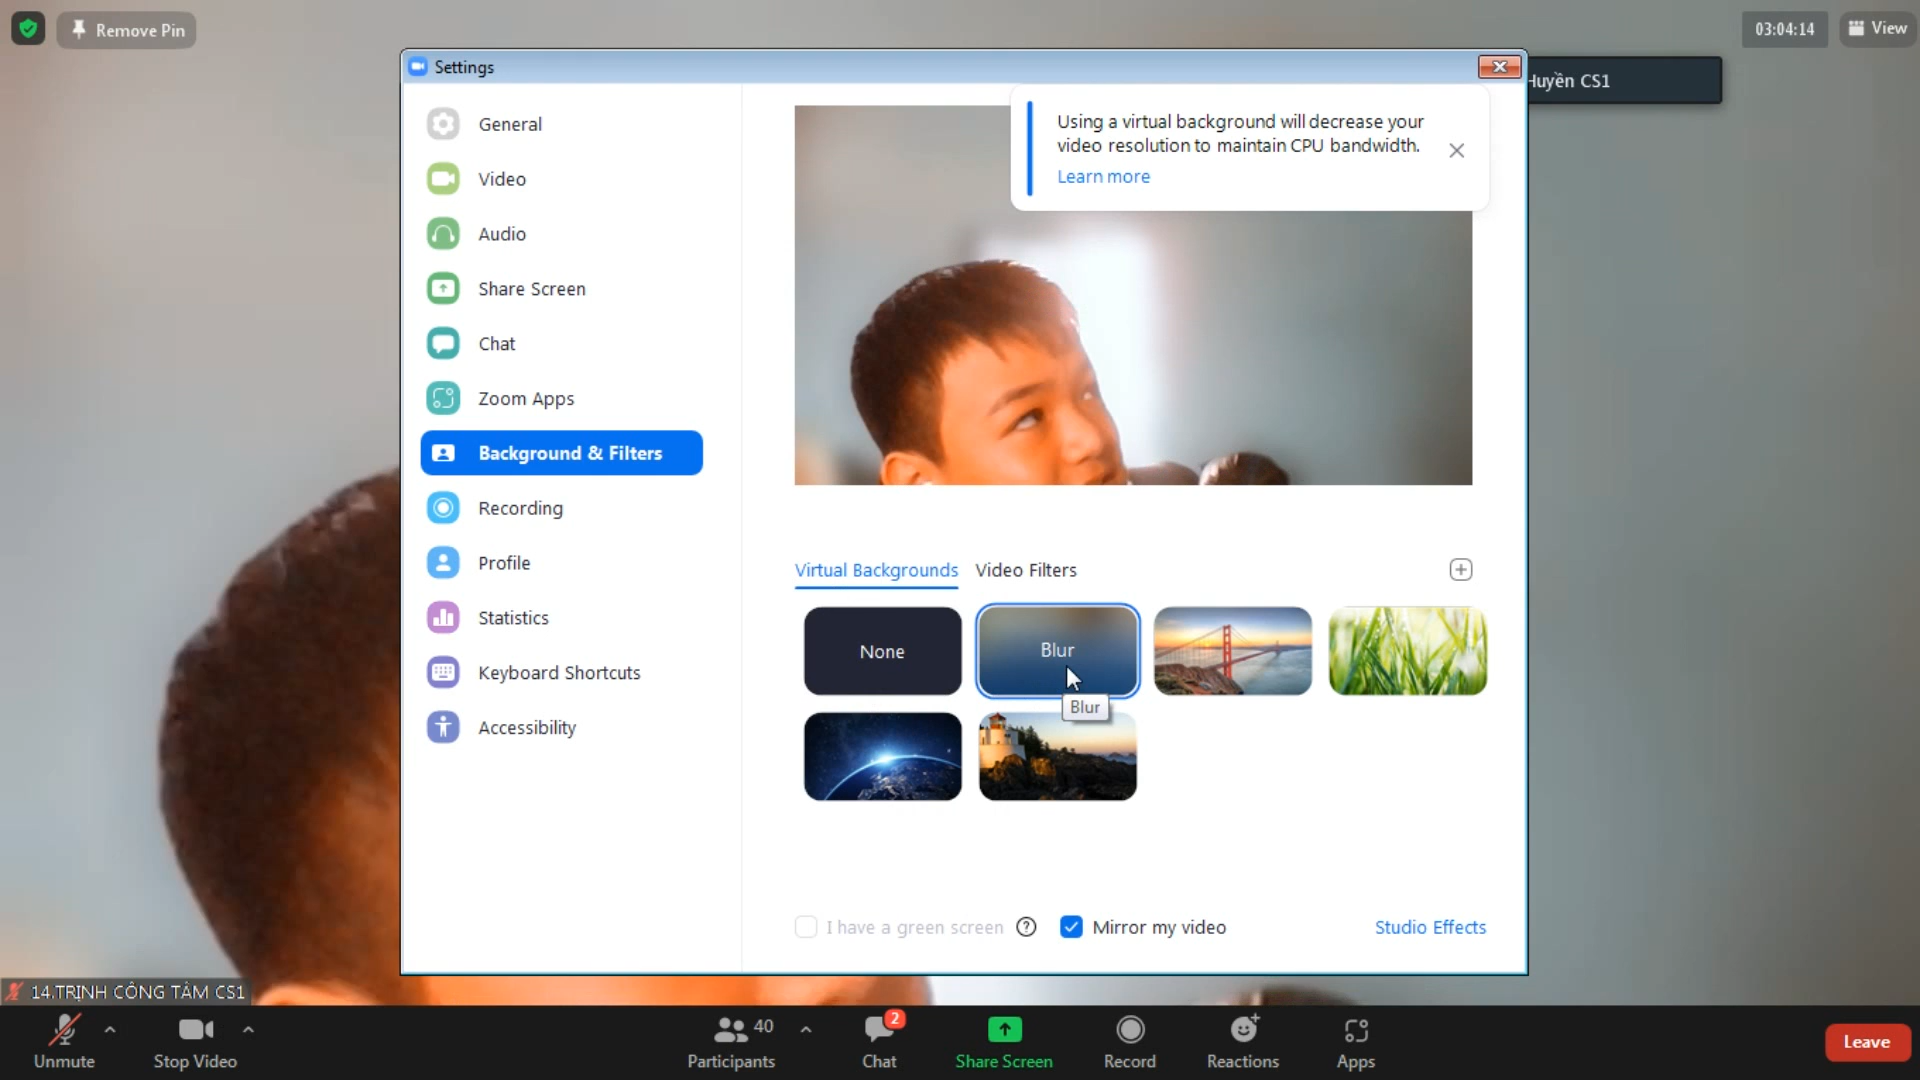 Remove Pin
03:04:14
View
Settings
Huyền CS1
Using a virtual background will decrease your
video resolution to maintain CPU bandwidth.
Learn more
General
Video
Audio
Share Screen
Chat
Zoom Apps
Background & Filters
Recording
Profile
Statistics
Keyboard Shortcuts
Accessibility
Virtual Backgrounds
Video Filters
None
Blur
Blur
I have a green screen
Mirror my video
Studio Effects
14.TRỊNH CÔNG TÂM CS1
Unmute
Stop Video
40
Participants
2
Chat
Share Screen
Record
Reactions
Apps
Leave